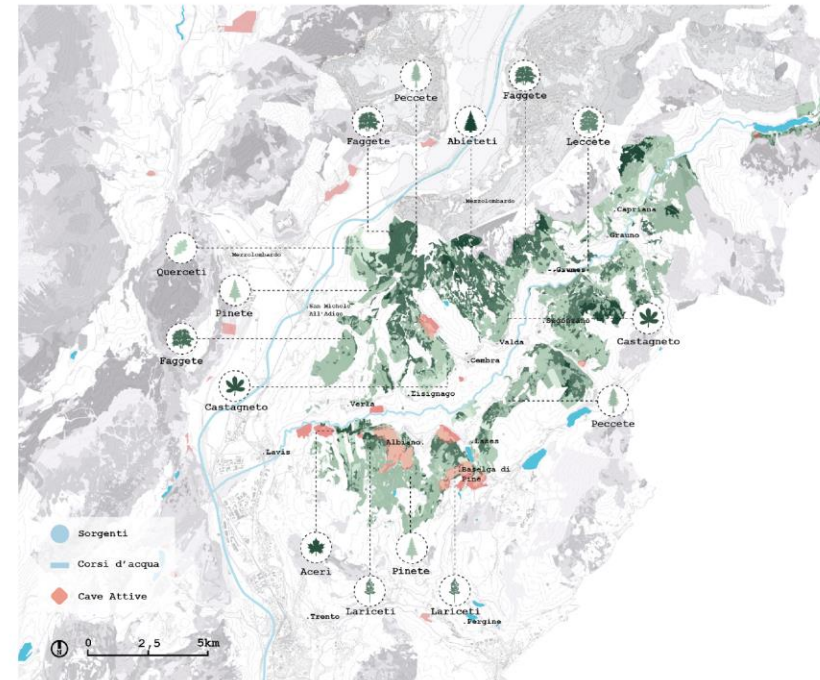 Peccete
Faggete
Faggete
Abieteti
Leccete
Mezzolombardo
Capriana
Grauno
Querceti
Mezzolombardo
Grumes
Pinete
San Michele
All'Adige
Segonzano
Castagneto
Faggete
Valda
Cembra
Castagneto
Lisignago
Verla
Peccete
Albiano
Lases
Lavis
Baselga di
Pinè
Sorgenti
Corsi d'acqua
Aceri
Pinete
Cave Attive
Lariceti
Lariceti
.Trento
.Pergine
0
2,5
5km